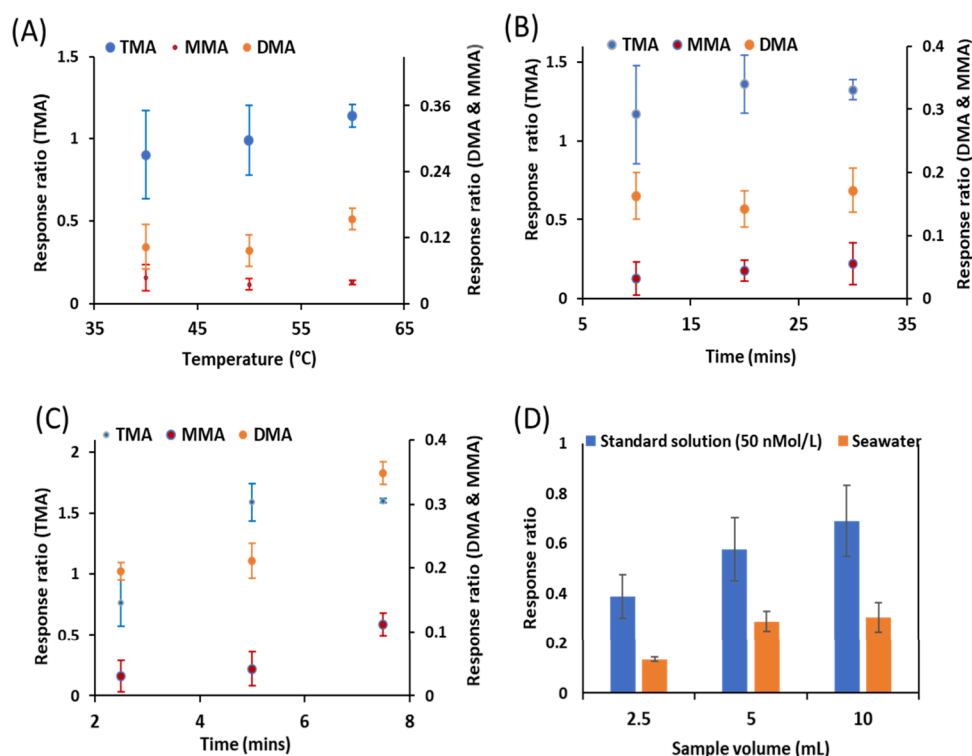 (A)
TMA MMA DMA
Response ratio (TMA)
1.5
1
0.5
0
0.36
0.24
0.12
0
Response ratio (DMA & MMA)
35 45 55 65
Temperature (°C)
(B)
TMA MMA DMA
Response ratio (TMA)
1.5
1
0.5
0
0.4
0.3
0.2
0.1
0
Response ratio (DMA & MMA)
5 15 25 35
Time (mins)
(C)
TMA MMA DMA
Response ratio (TMA)
2
1.5
1
0.5
0
0.4
0.3
0.2
0.1
0
Response ratio (DMA & MMA)
2 4 6 8
Time (mins)
(D)
Standard solution (50 nMol/L) Seawater
Response ratio
1
0.8
0.6
0.4
0.2
0
2.5 5 10
Sample volume (mL)